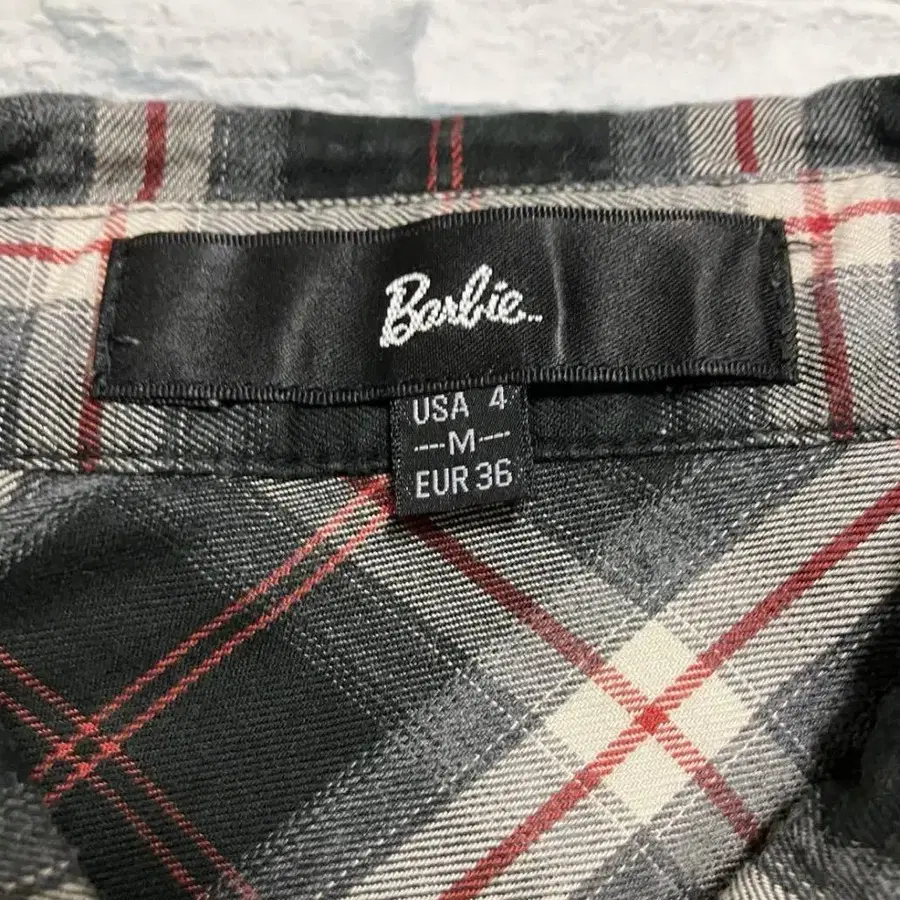 Barbie
USA 4
---M---
EUR 36